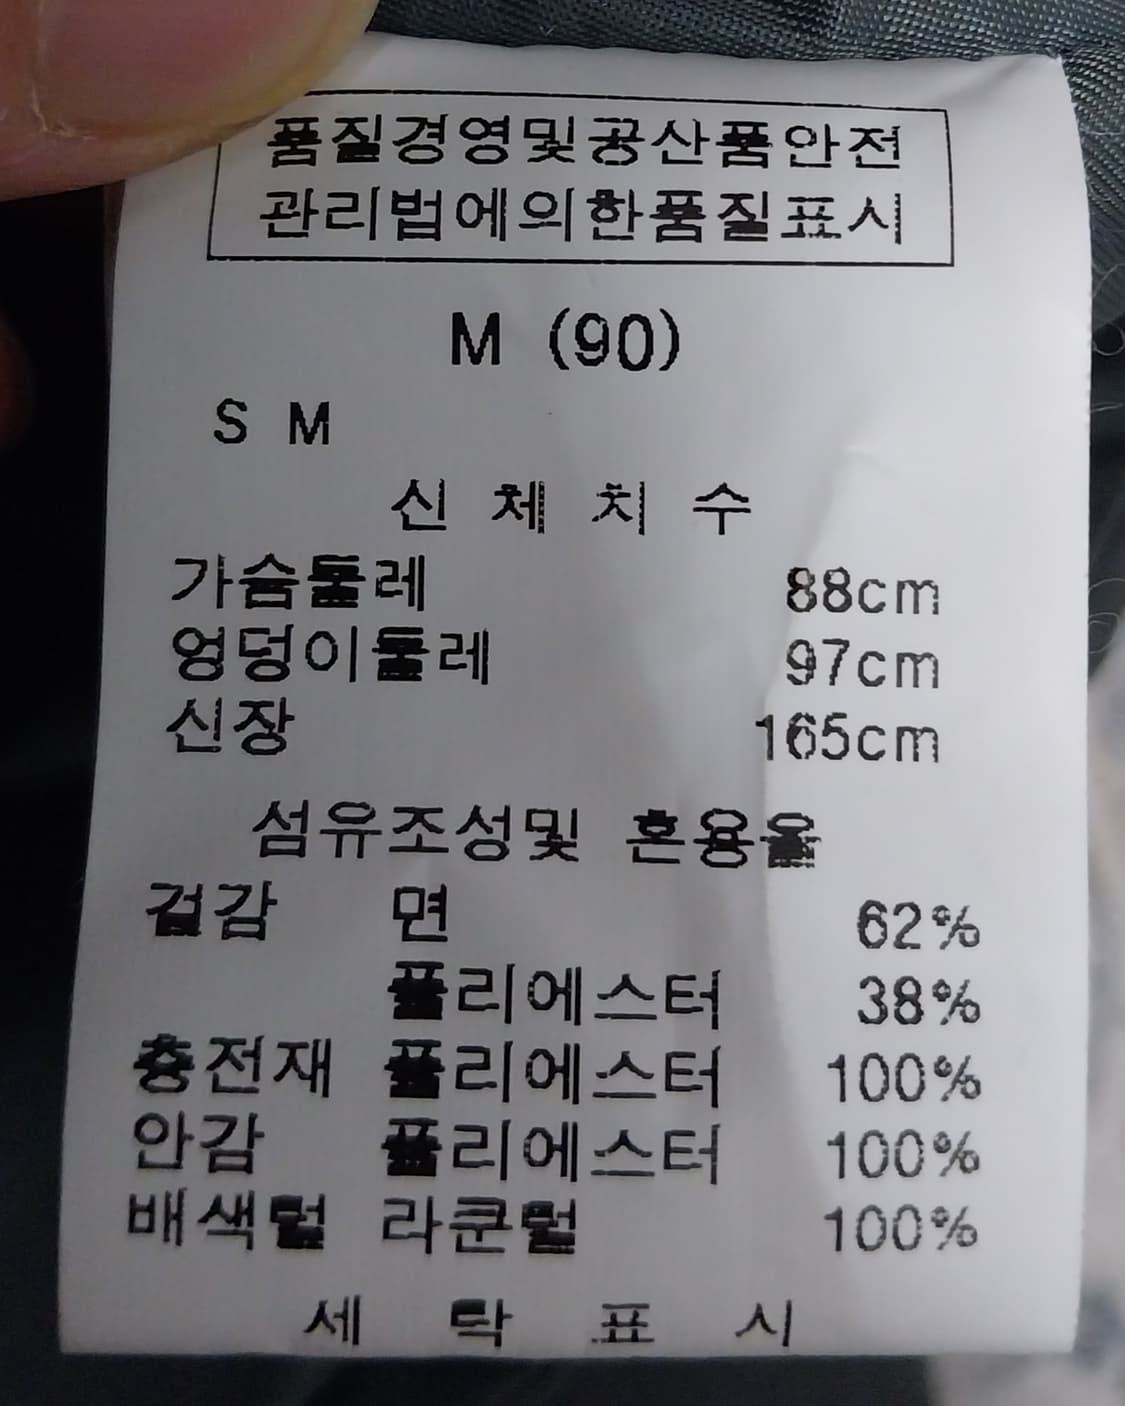 품질경영및공산품안전
관리법에의한품질표시
M (90)
S M
신 체 치 수
가슴둘레 88cm
엉덩이둘레 97cm
신장 165cm
섬유조성및 혼용율
겉감 면 62%
폴리에스터 38%
충전재 폴리에스터 100%
안감 폴리에스터 100%
배색털 라쿤털 100%
세 탁 표 시